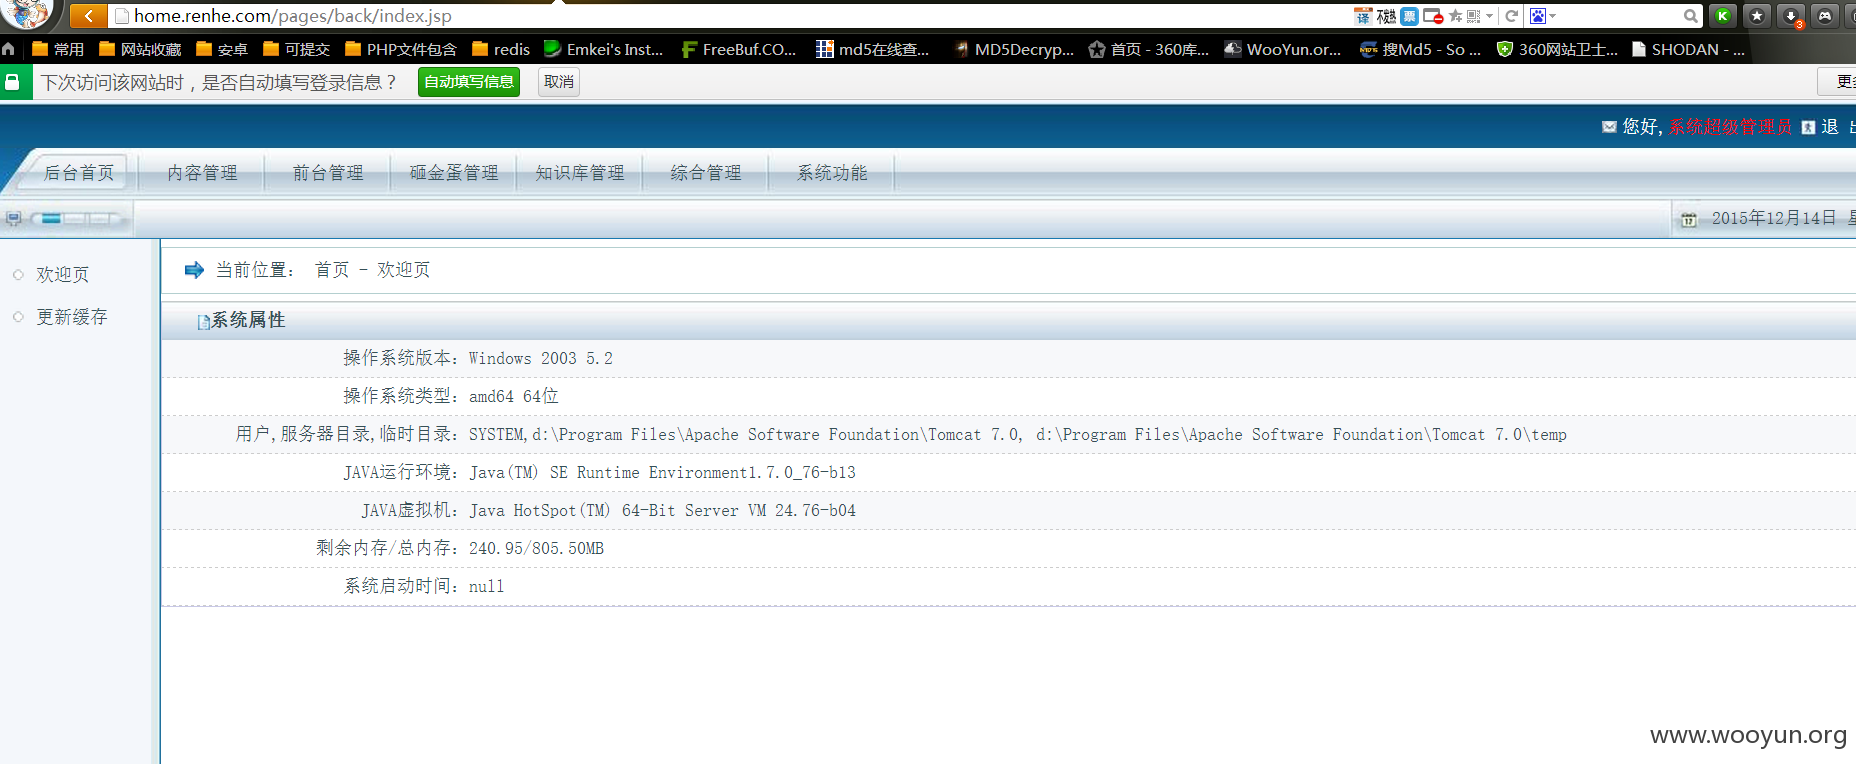 home.renhe.com/pages/back/index.jsp
常用 网站收藏 安卓 可提交 PHP文件包含 redis Emkei's Inst... FreeBuf.CO... md5在线查... MD5Decryp... 首页 - 360库... WooYun.or... 搜Md5 - So ... 360网站卫士... SHODAN - ...
下次访问该网站时，是否自动填写登录信息？ 自动填写信息 取消
您好,系统超级管理员 退 出
后台首页 内容管理 前台管理 砸金蛋管理 知识库管理 综合管理 系统功能
2015年12月14日
欢迎页
更新缓存
当前位置： 首页 - 欢迎页
系统属性
操作系统版本：Windows 2003 5.2
操作系统类型：amd64 64位
用户,服务器目录,临时目录：SYSTEM,d:\Program Files\Apache Software Foundation\Tomcat 7.0, d:\Program Files\Apache Software Foundation\Tomcat 7.0\temp
JAVA运行环境：Java(TM) SE Runtime Environment1.7.0_76-b13
JAVA虚拟机：Java HotSpot(TM) 64-Bit Server VM 24.76-b04
剩余内存/总内存：240.95/805.50MB
系统启动时间：null
www.wooyun.org